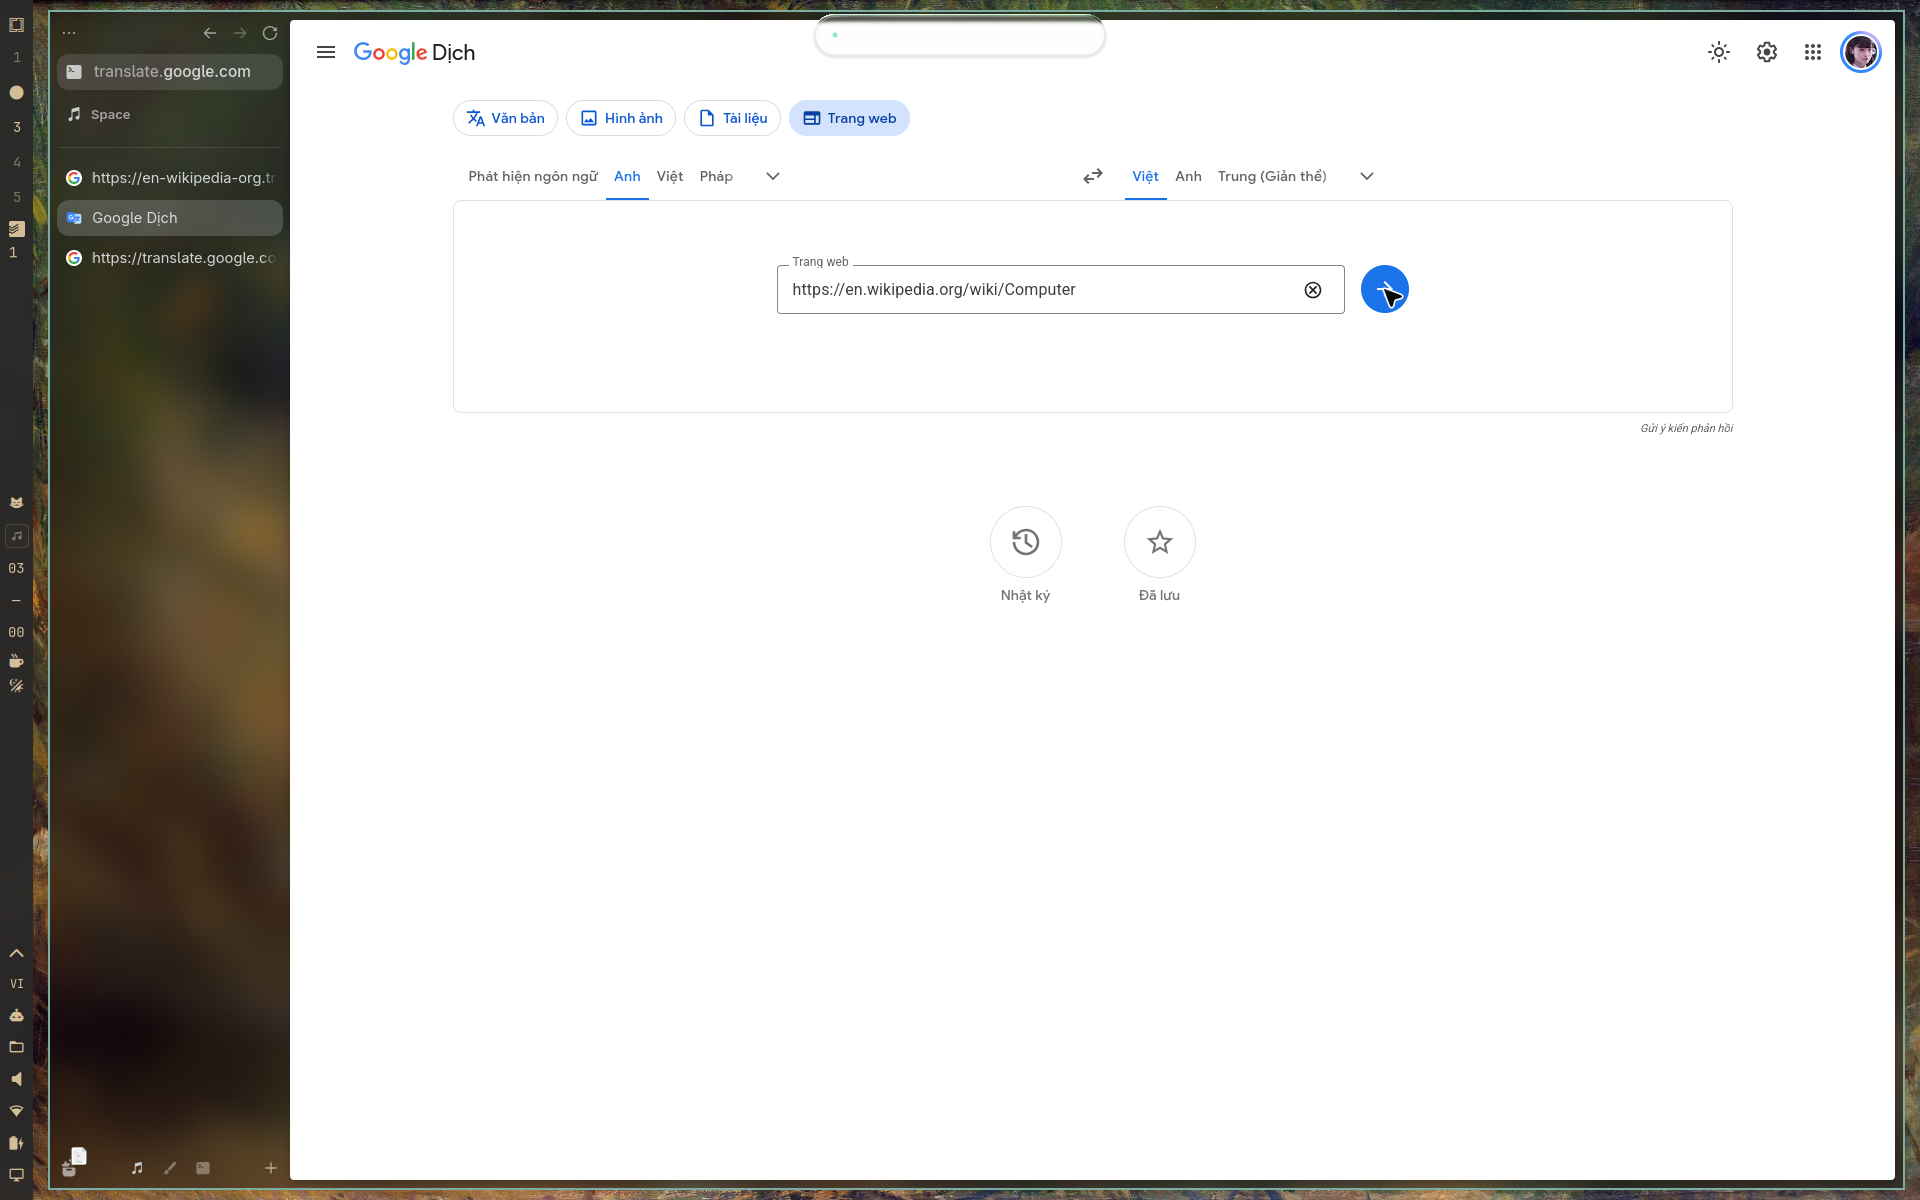 1
3
4
5
1
03
00
VI
translate.google.com
Space
https://en-wikipedia-org.tr
Google Dịch
https://translate.google.co
Google Dịch
Văn bản
Hình ảnh
Tài liệu
Trang web
Phát hiện ngôn ngữ Anh Việt Pháp
Việt Anh Trung (Giản thể)
Trang web
https://en.wikipedia.org/wiki/Computer
Gửi ý kiến phản hồi
Nhật ký
Đã lưu